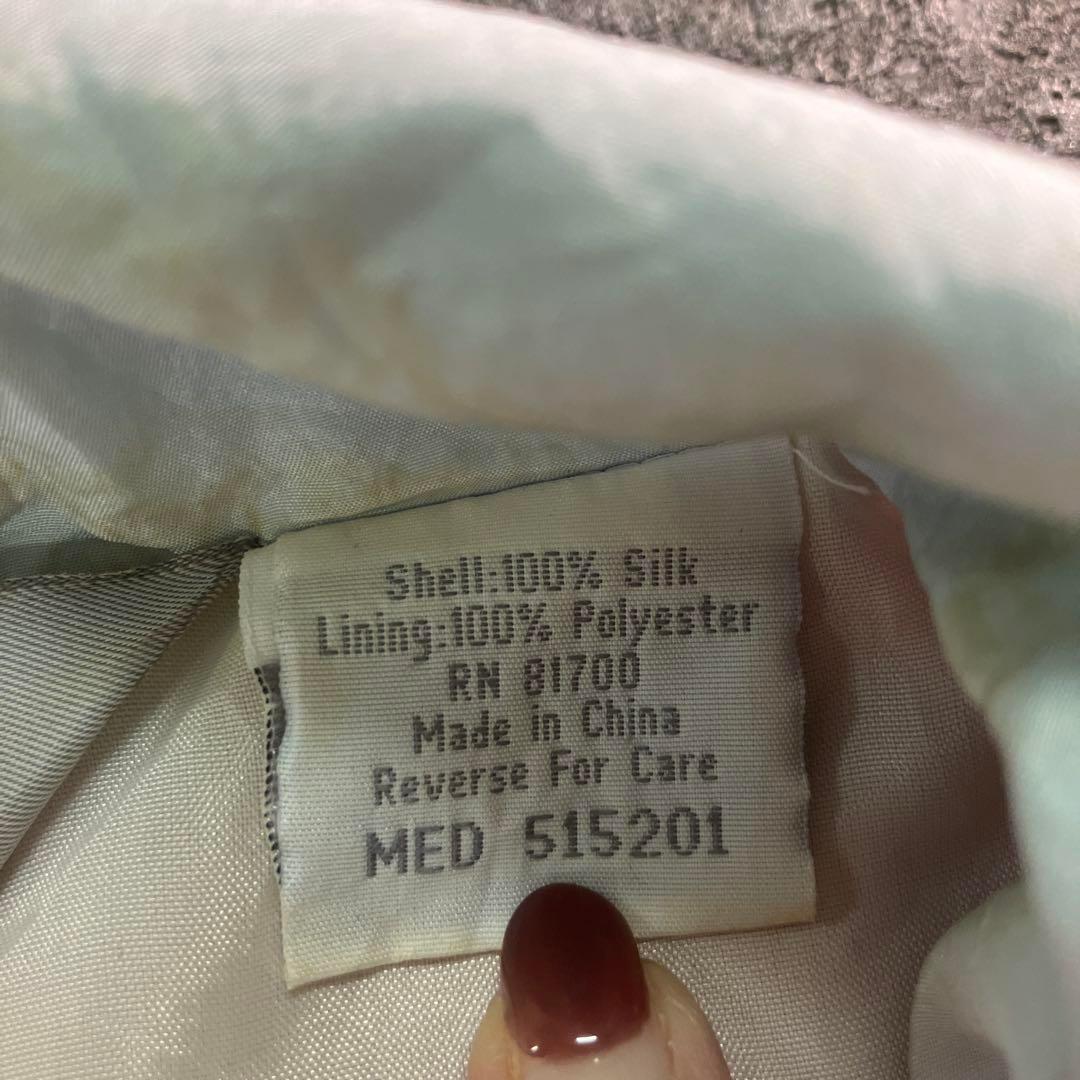 Shell:100% Silk
Lining:100% Polyester
RN 81700
Made in China
Reverse For Care
MED 515201